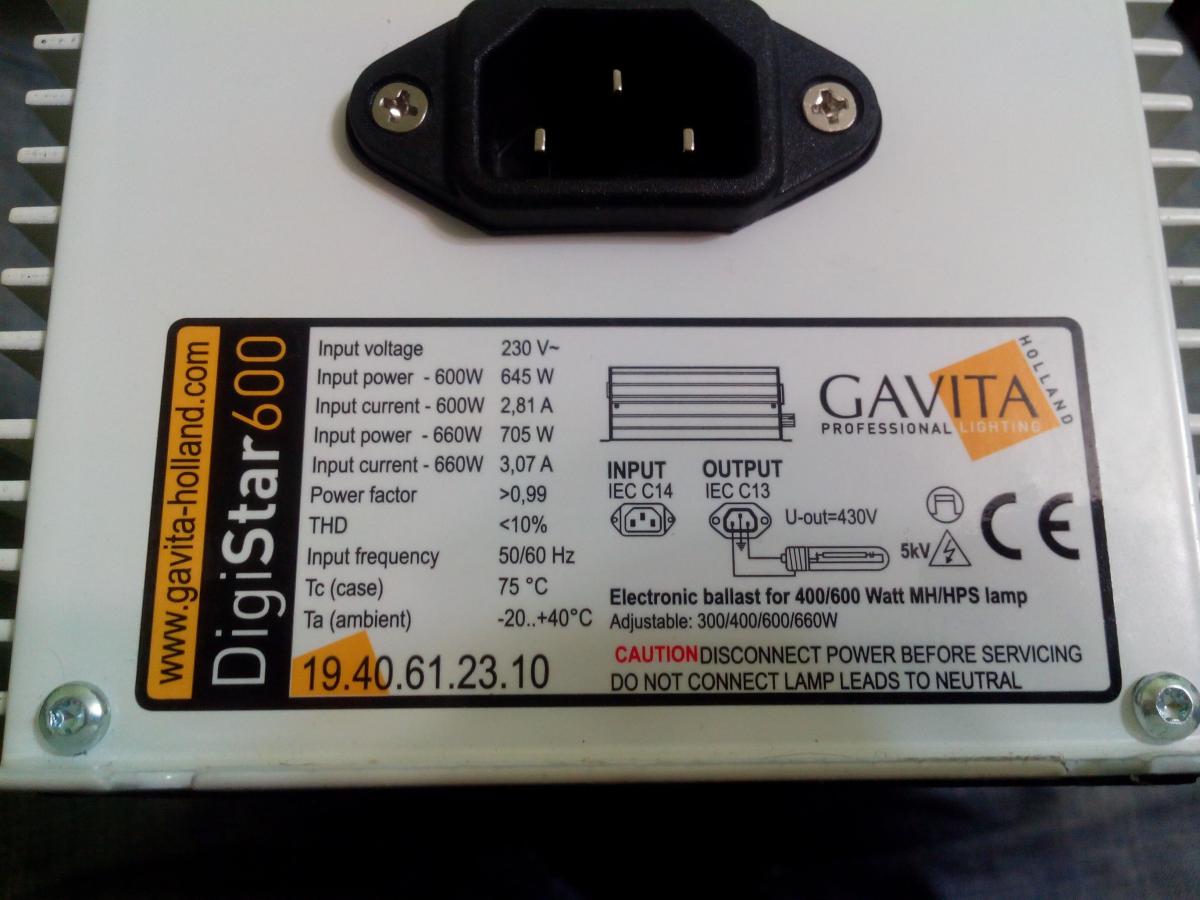 www.gavita-holland.com
DigiStar600
Input voltage 230 V~
Input power - 600W 645 W
Input current - 600W 2,81 A
Input power - 660W 705 W
Input current - 660W 3,07 A
Power factor >0,99
THD <10%
Input frequency 50/60 Hz
Tc (case) 75 °C
Ta (ambient) -20..+40°C
19.40.61.23.10
GAVITA
HOLLAND
PROFESSIONAL LIGHTING
INPUT
IEC C14
OUTPUT
IEC C13
U-out=430V
5kV
CE
Electronic ballast for 400/600 Watt MH/HPS lamp
Adjustable: 300/400/600/660W
CAUTION DISCONNECT POWER BEFORE SERVICING
DO NOT CONNECT LAMP LEADS TO NEUTRAL